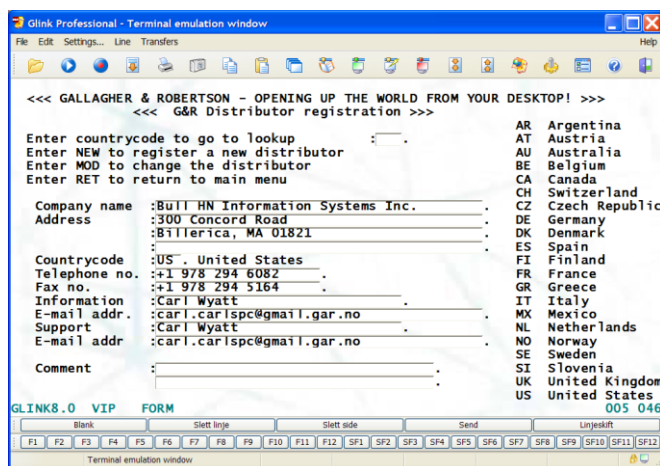 Glink Professional - Terminal emulation window
File Edit Settings... Line Transfers Help
<<< GALLAGHER & ROBERTSON - OPENING UP THE WORLD FROM YOUR DESKTOP! >>>
<<< G&R Distributor registration >>>
AR Argentina
Enter countrycode to go to lookup : . AT Austria
Enter NEW to register a new distributor AU Australia
Enter MOD to change the distributor BE Belgium
Enter RET to return to main menu CA Canada
CH Switzerland
Company name :Bull HN Information Systems Inc. . CZ Czech Republic
Address :300 Concord Road . DE Germany
:Billerica, MA 01821 . DK Denmark
: . ES Spain
Countrycode :US . United States FI Finland
Telephone no. :+1 978 294 6082 . FR France
Fax no. :+1 978 294 5164 . GR Greece
Information :Carl Wyatt . IT Italy
E-mail addr. :carl.carlspc@gmail.gar.no . MX Mexico
Support :Carl Wyatt . NL Netherlands
E-mail addr :carl.carlspc@gmail.gar.no . NO Norway
SE Sweden
Comment : . SI Slovenia
. UK United Kingdom
US United States
GLINK8.0 VIP FORM 005 046
Blank Slett linje Slett side Send Linjeskift
F1 F2 F3 F4 F5 F6 F7 F8 F9 F10 F11 F12 SF1 SF2 SF3 SF4 SF5 SF6 SF7 SF8 SF9 SF10 SF11 SF12
Terminal emulation window